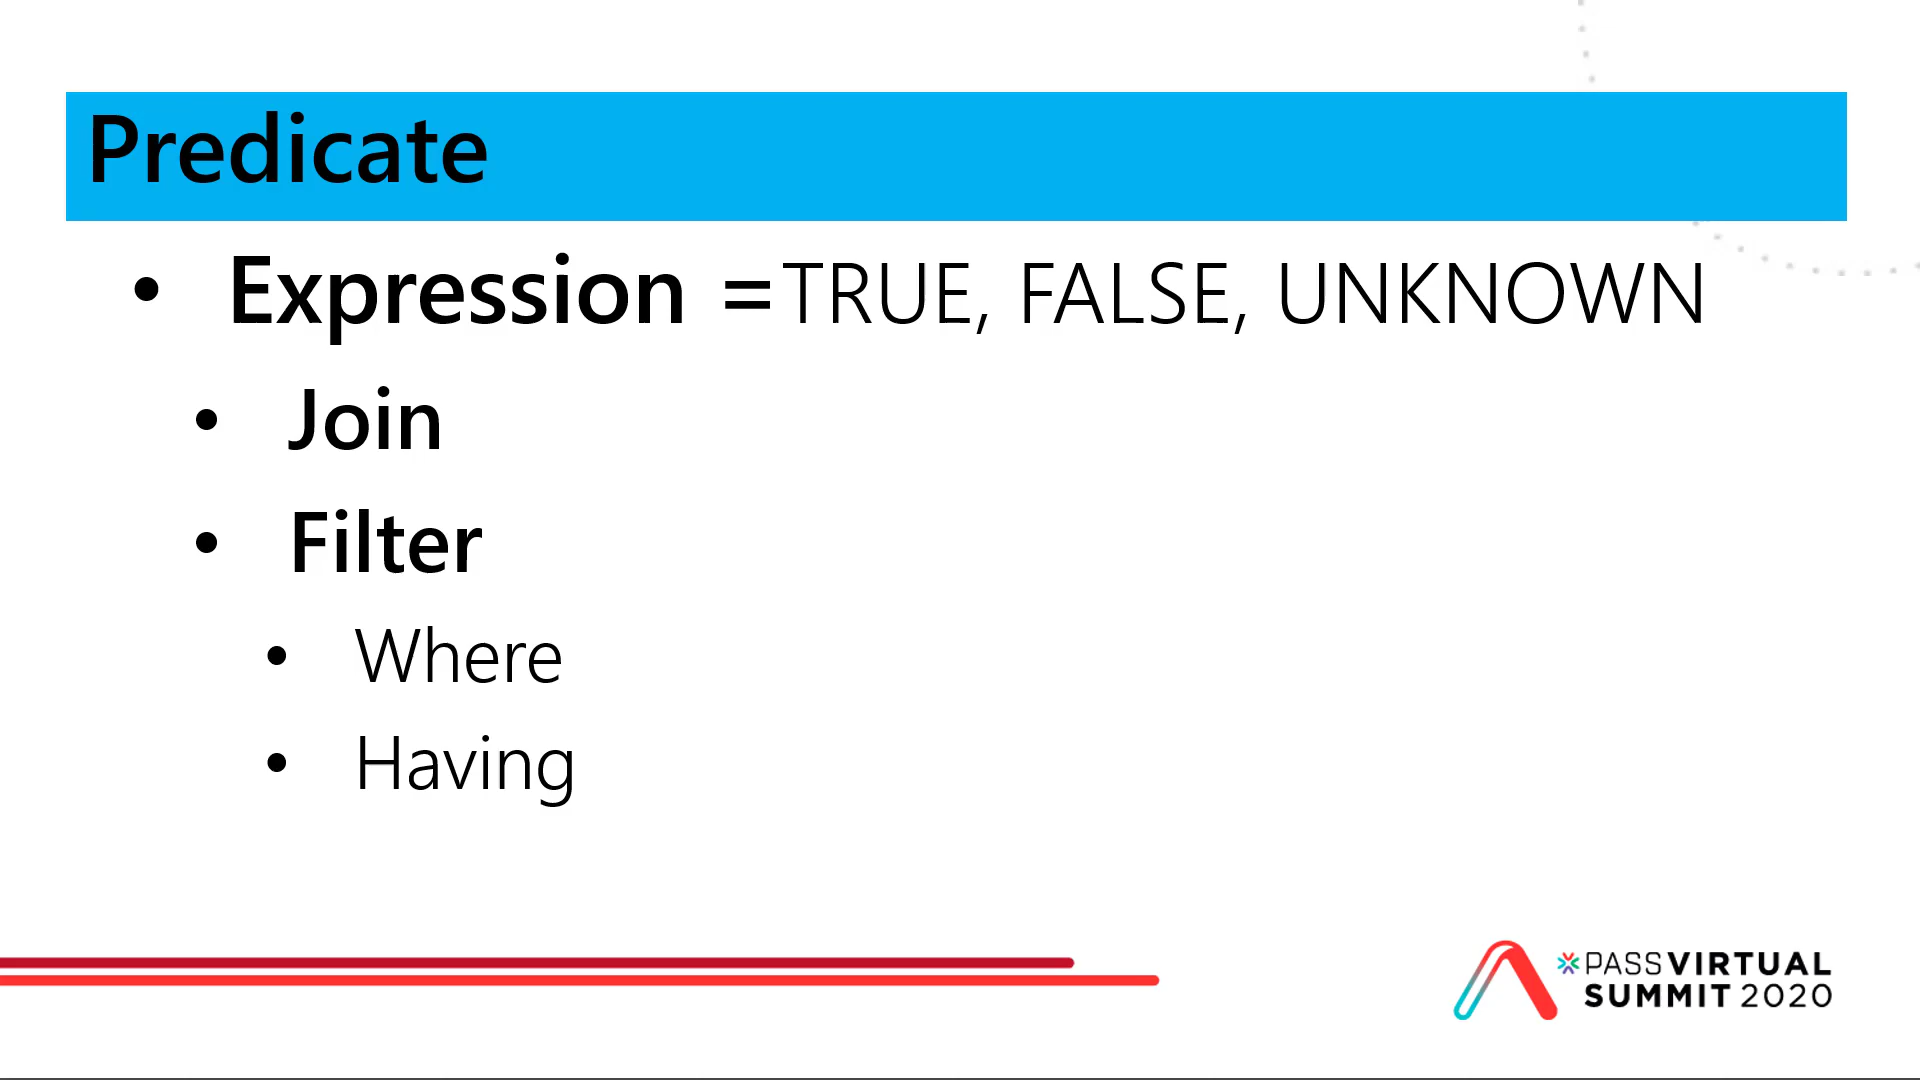 Predicate
• Expression =TRUE, FALSE, UNKNOWN
• Join
• Filter
• Where
• Having
PASS VIRTUAL
SUMMIT 2020